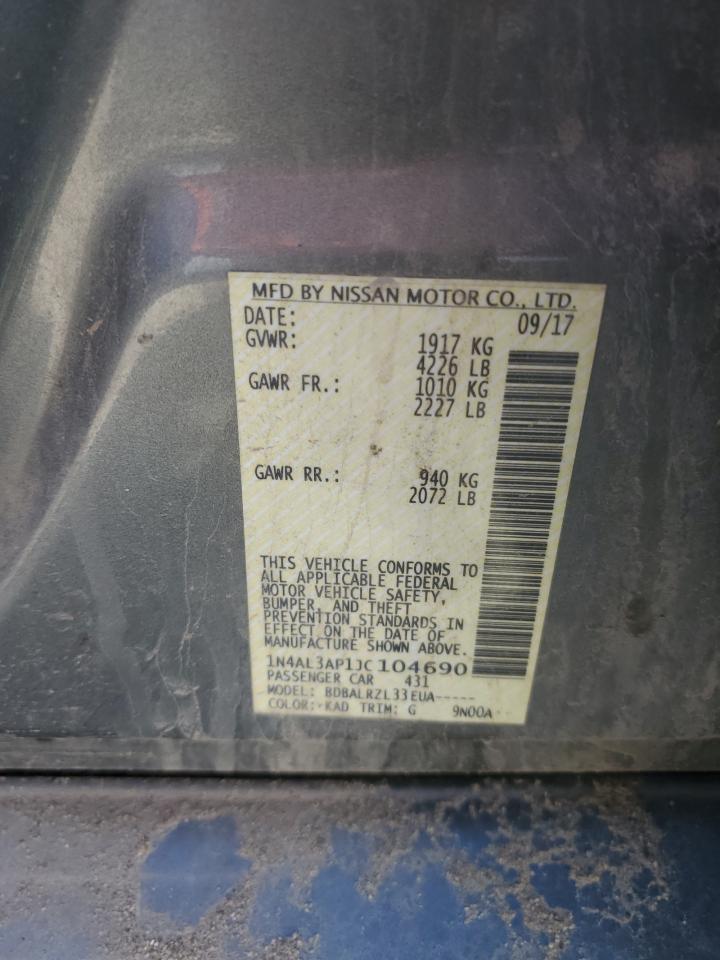 MFD BY NISSAN MOTOR CO., LTD.
DATE: 09/17
GVWR: 1917 KG
4226 LB
GAWR FR.: 1010 KG
2227 LB
GAWR RR.: 940 KG
2072 LB
THIS VEHICLE CONFORMS TO
ALL APPLICABLE FEDERAL
MOTOR VEHICLE SAFETY,
BUMPER, AND THEFT
PREVENTION STANDARDS IN
EFFECT ON THE DATE OF
MANUFACTURE SHOWN ABOVE.
1N4AL3AP1JC104690
PASSENGER CAR 431
MODEL: BDBALRZL33EUA-----
COLOR: KAD TRIM: G 9N00A